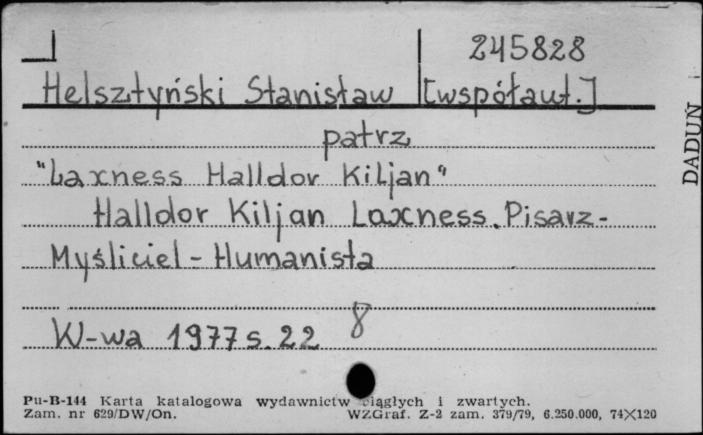 245828
Helsztyński Stanisław [współaut.]
patrz
"Laxness Halldor Kiljan"
Halldor Kiljan Laxness. Pisarz-
Myśliciel - Humanista
8
W-wa 1977 s. 22
Pu-B-144 Karta katalogowa wydawnictw ciągłych i zwartych.
Zam. nr 629/DW/On. WZGraf. Z-2 zam. 379/79, 6.250.000, 74×120
DADUŃ